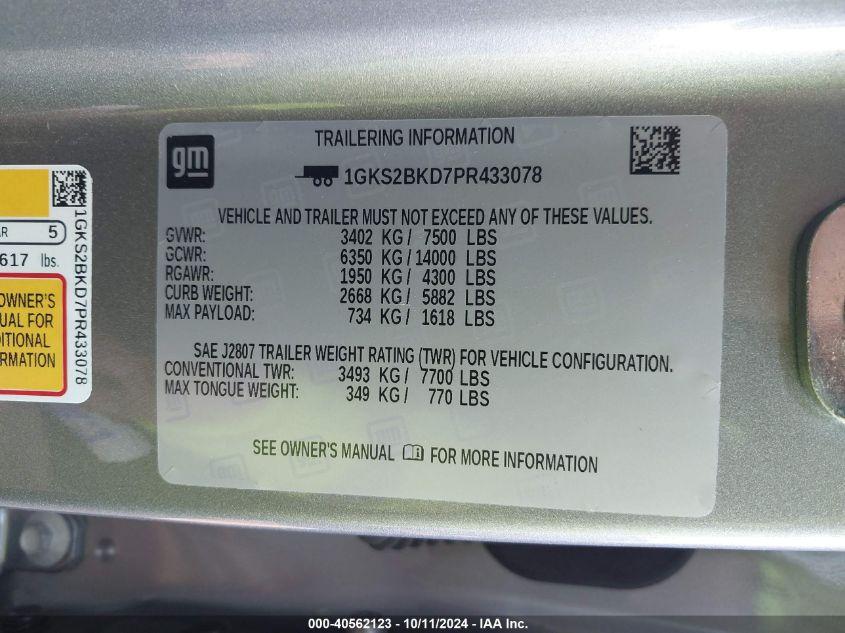 gm
TRAILERING INFORMATION
1GKS2BKD7PR433078
VEHICLE AND TRAILER MUST NOT EXCEED ANY OF THESE VALUES.
GVWR: 3402 KG/ 7500 LBS
GCWR: 6350 KG/14000 LBS
RGAWR: 1950 KG/ 4300 LBS
CURB WEIGHT: 2668 KG/ 5882 LBS
MAX PAYLOAD: 734 KG/ 1618 LBS
SAE J2807 TRAILER WEIGHT RATING (TWR) FOR VEHICLE CONFIGURATION.
CONVENTIONAL TWR: 3493 KG/ 7700 LBS
MAX TONGUE WEIGHT: 349 KG/ 770 LBS
SEE OWNER'S MANUAL FOR MORE INFORMATION
AR 5
617 lbs.
OWNER'S
UAL FOR
DITIONAL
RMATION
1GKS2BKD7PR433078
000-40562123 - 10/11/2024 - IAA Inc.